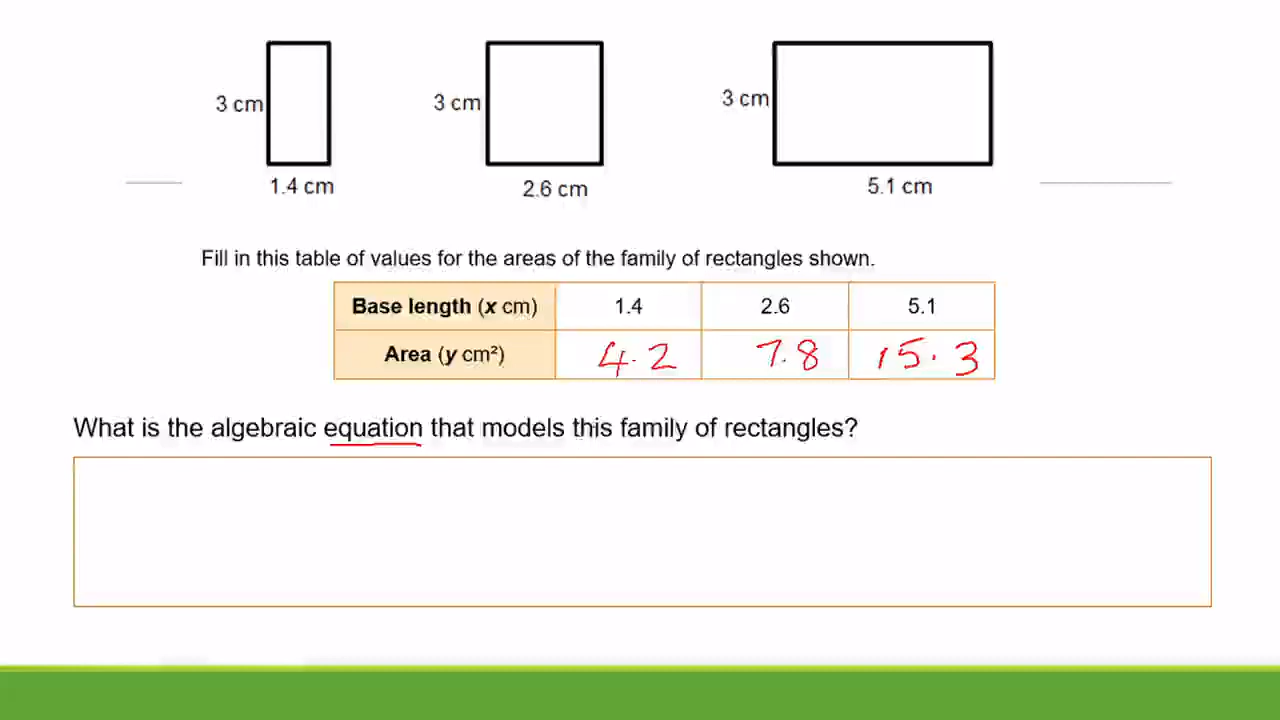 3 cm 3 cm 3 cm
1.4 cm 2.6 cm 5.1 cm
Fill in this table of values for the areas of the family of rectangles shown.
Base length (x cm) 1.4 2.6 5.1
Area (y cm²) 4.2 7.8 15.3
What is the algebraic equation that models this family of rectangles?